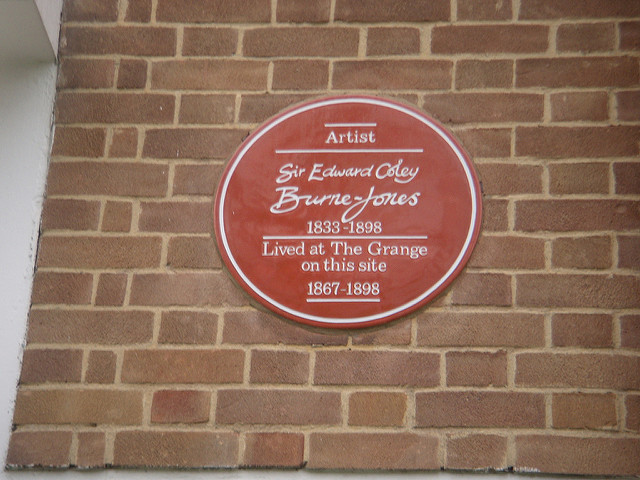 Artist
Sir Edward Coley
Burne-Jones
1833-1898
Lived at The Grange
on this site
1867-1898